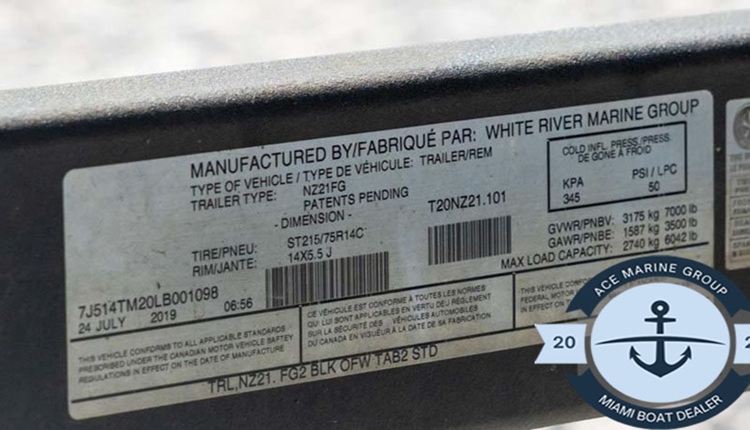 MANUFACTURED BY/FABRIQUÉ PAR: WHITE RIVER MARINE GROUP
TYPE OF VEHICLE / TYPE DE VÉHICULE: TRAILER/REM
TRAILER TYPE: NZ21FG
PATENTS PENDING
- DIMENSION -
TIRE/PNEU: ST215/75R14C
RIM/JANTE: 14X5.5 J
T20NZ21.101
COLD INFL. PRESS./PRESS.
DE GONE A FROID
KPA PSI / LPC
345 50
GVWR/PNBV: 3175 kg 7000 lb
GAWR/PNBE: 1587 kg 3500 lb
MAX LOAD CAPACITY: 2740 kg 6042 lb
7J514TM20LB001098
24 JULY 2019 06:56
THIS VEHICLE CONFORMS TO ALL APPLICABLE STANDARDS
PRESCRIBED UNDER THE CANADIAN MOTOR VEHICLE SAFTEY
REGULATIONS IN EFFECT ON THE DATE OF MANUFACTURE
CE VÉHICULE EST CONFORME À TOUTES LES NORMES
QUI LUI SONT APPLICABLES EN VERTU DEJ RÈGLEMENT
SUR LA SÉCURITÉ DES VÉHICULES AUTOMOBILES
DU CANADA EN VIGUEUR À LA DATE DE SA FABRICATION
THIS VEHICLE
FEDERAL MOTOR
IN EFFECT ON
TRL,NZ21. FG2 BLK OFW TAB2 STD
ACE MARINE GROUP
20 2
MIAMI BOAT DEALER